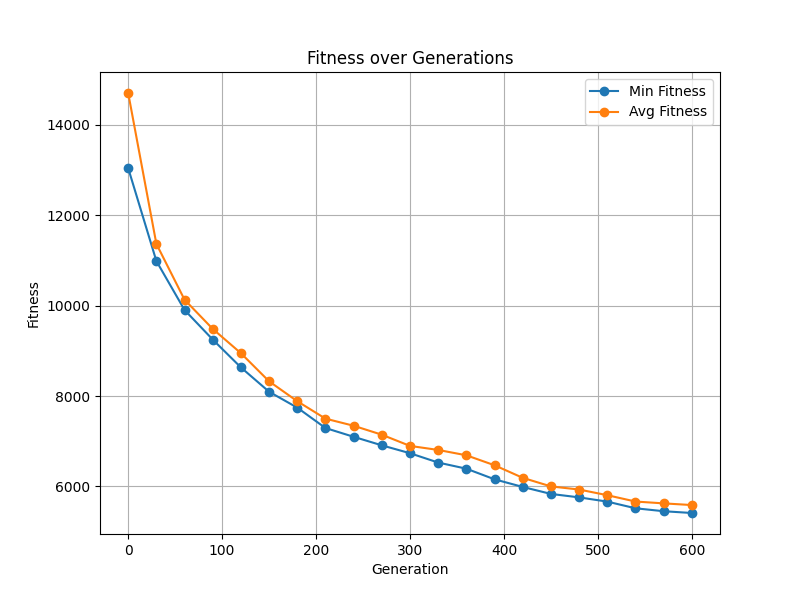 Fitness over Generations
Min Fitness
Avg Fitness
14000
12000
10000
8000
6000
Fitness
0 100 200 300 400 500 600
Generation